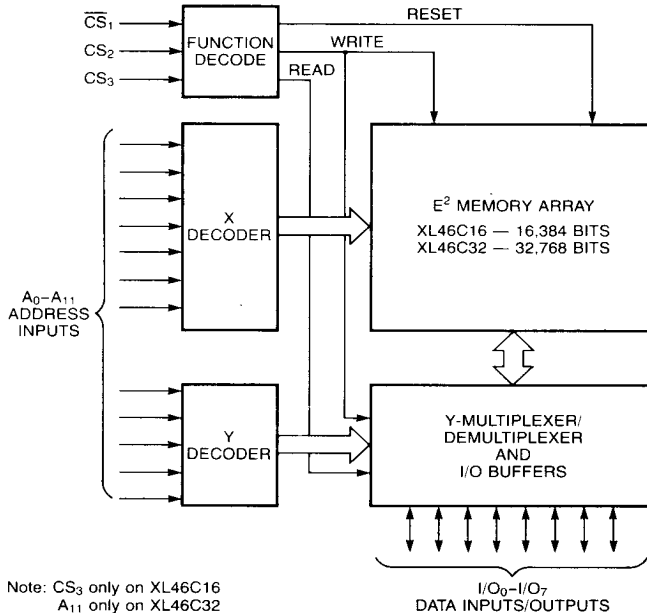 RESET
C̅S̅₁
CS₂
CS₃
FUNCTION
DECODE
WRITE
READ
X
DECODER
E² MEMORY ARRAY
XL46C16 — 16,384 BITS
XL46C32 — 32,768 BITS
A₀–A₁₁
ADDRESS
INPUTS
Y
DECODER
Y-MULTIPLEXER/
DEMULTIPLEXER
AND
I/O BUFFERS
Note: CS₃ only on XL46C16
A₁₁ only on XL46C32
I/O₀–I/O₇
DATA INPUTS/OUTPUTS